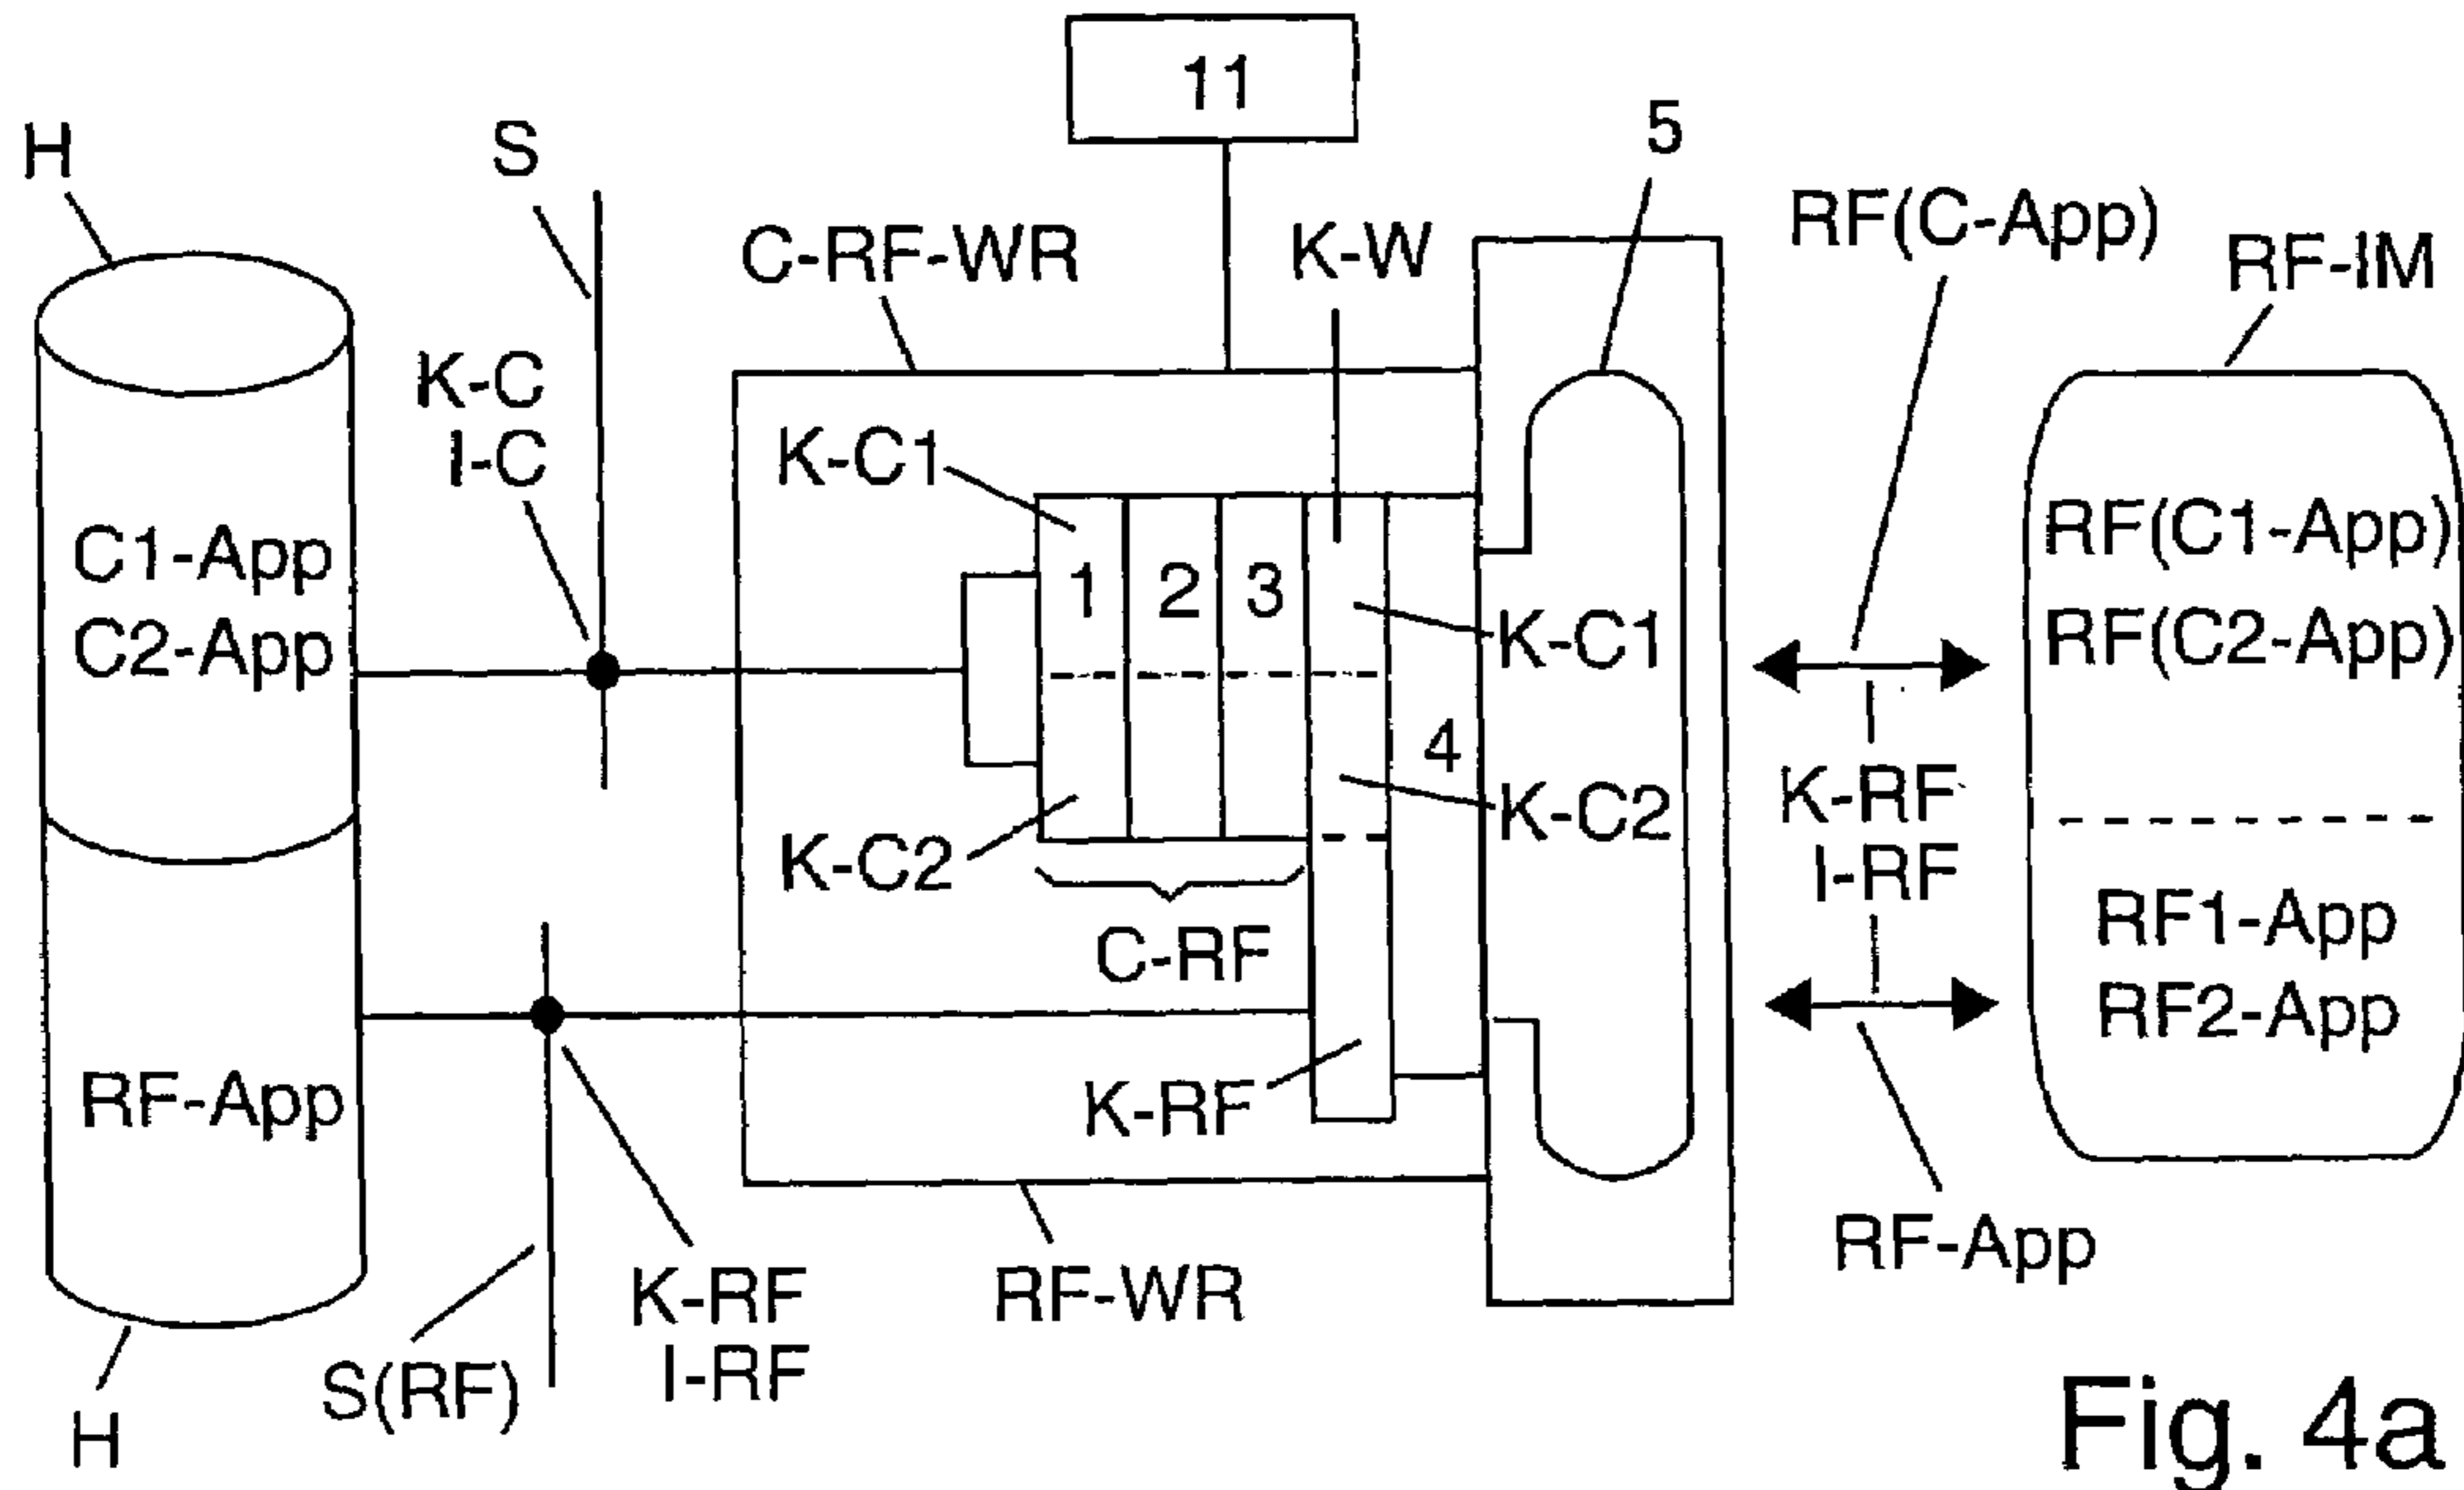 11
H
S
5
C-RF-WR
K-W
RF(C-App)
RF-IM
K-C
I-C
K-C1
C1-App
C2-App
1
2
3
K-C1
RF(C1-App)
RF(C2-App)
4
K-C2
K-C2
K-RF
I-RF
C-RF
RF1-App
RF2-App
RF-App
K-RF
RF-App
K-RF
I-RF
RF-WR
S(RF)
H
Fig. 4a